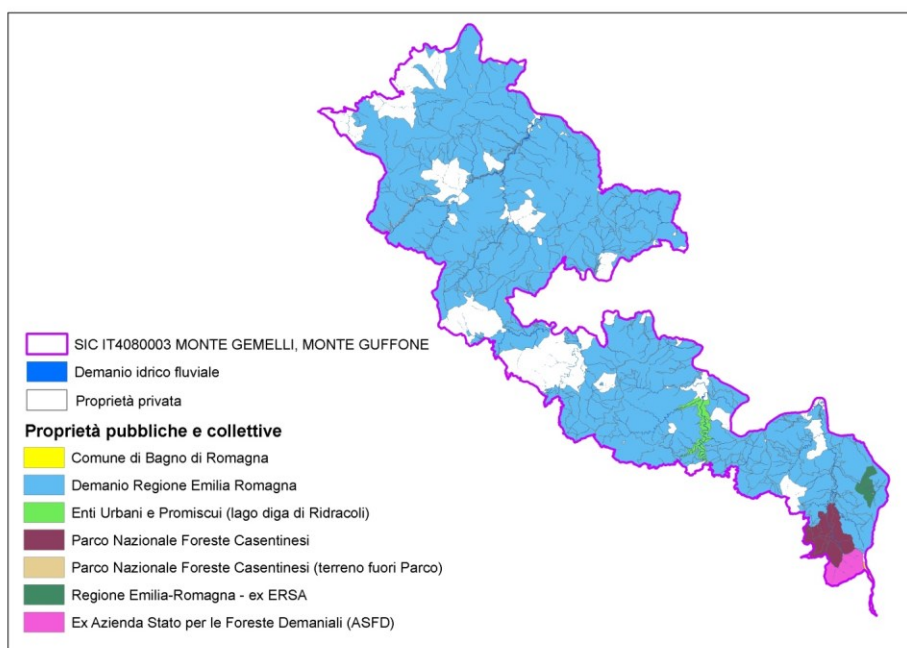 SIC IT4080003 MONTE GEMELLI, MONTE GUFFONE
Demanio idrico fluviale
Proprietà privata
Proprietà pubbliche e collettive
Comune di Bagno di Romagna
Demanio Regione Emilia Romagna
Enti Urbani e Promiscui (lago diga di Ridracoli)
Parco Nazionale Foreste Casentinesi
Parco Nazionale Foreste Casentinesi (terreno fuori Parco)
Regione Emilia-Romagna - ex ERSA
Ex Azienda Stato per le Foreste Demaniali (ASFD)